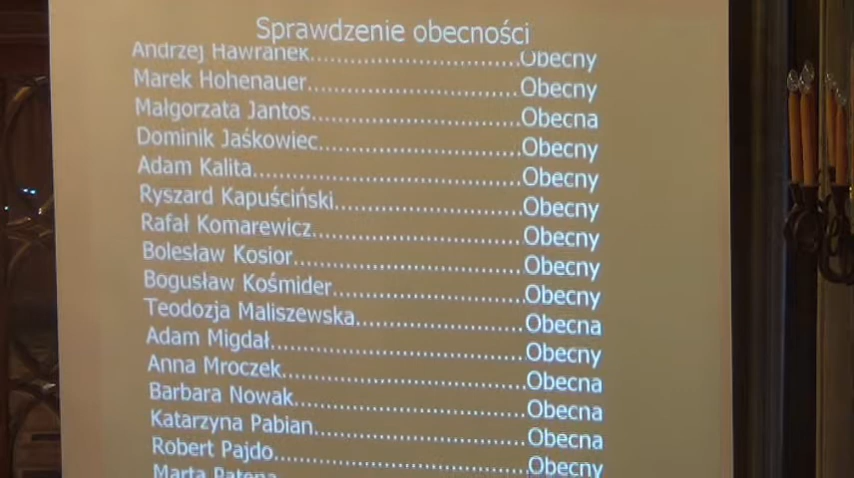 Sprawdzenie obecności
Andrzej Hawranek..............................Obecny
Marek Hohenauer..............................Obecny
Małgorzata Jantos..............................Obecna
Dominik Jaśkowiec..............................Obecny
Adam Kalita..............................Obecny
Ryszard Kapuściński..............................Obecny
Rafał Komarewicz..............................Obecny
Bolesław Kosior..............................Obecny
Bogusław Kośmider..............................Obecny
Teodozja Maliszewska..............................Obecna
Adam Migdał..............................Obecny
Anna Mroczek..............................Obecna
Barbara Nowak..............................Obecna
Katarzyna Pabian..............................Obecna
Robert Pajdo..............................Obecny
Marta Patena